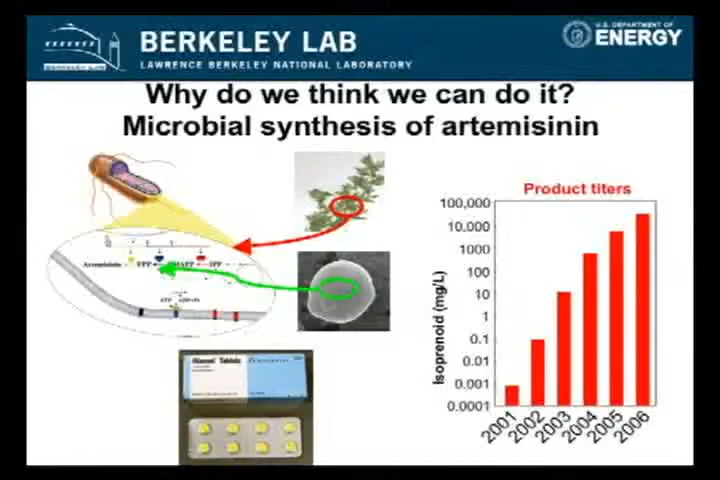 BERKELEY LAB
LAWRENCE BERKELEY NATIONAL LABORATORY
U.S. DEPARTMENT OF
ENERGY
Why do we think we can do it?
Microbial synthesis of artemisinin
Product titers
Isoprenoid (mg/L)
100,000
10,000
1000
100
10
1
0.1
0.01
0.001
0.0001
2001
2002
2003
2004
2005
2006
Artemisinin
FPP
IPP
Tablets